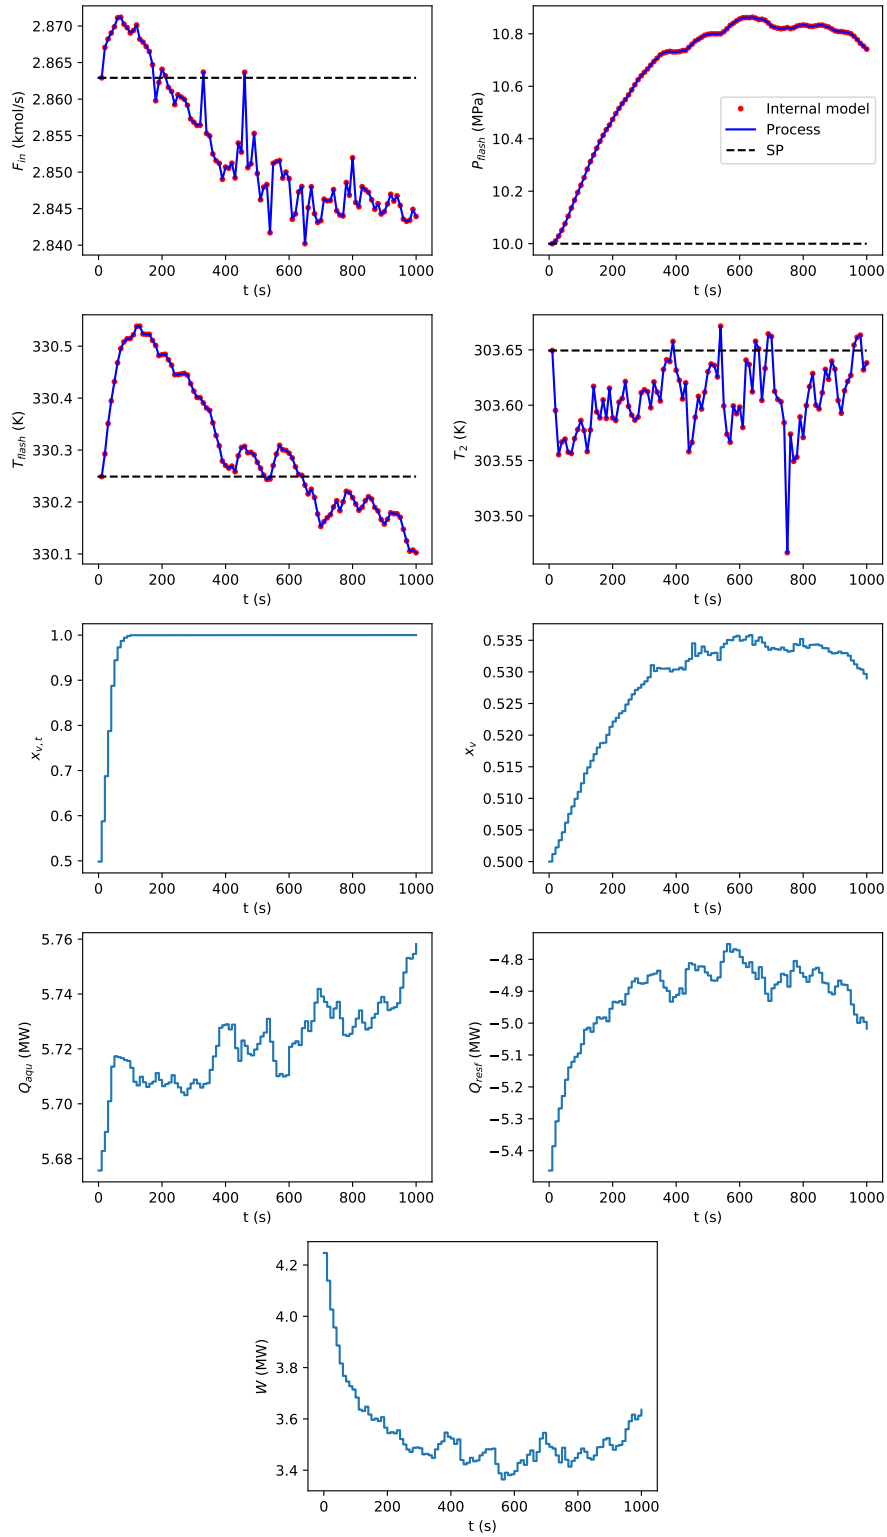 2.870
2.865
2.860
2.855
2.850
2.845
2.840
F_in (kmol/s)
0 200 400 600 800 1000
t (s)
10.8
10.6
10.4
10.2
10.0
P_flash (MPa)
Internal model
Process
SP
0 200 400 600 800 1000
t (s)
330.5
330.4
330.3
330.2
330.1
T_flash (K)
0 200 400 600 800 1000
t (s)
303.65
303.60
303.55
303.50
T_2 (K)
0 200 400 600 800 1000
t (s)
1.0
0.9
0.8
0.7
0.6
0.5
x_v,t
0 200 400 600 800 1000
t (s)
0.535
0.530
0.525
0.520
0.515
0.510
0.505
0.500
x_v
0 200 400 600 800 1000
t (s)
5.76
5.74
5.72
5.70
5.68
Q_aqu (MW)
0 200 400 600 800 1000
t (s)
−4.8
−4.9
−5.0
−5.1
−5.2
−5.3
−5.4
Q_resf (MW)
0 200 400 600 800 1000
t (s)
4.2
4.0
3.8
3.6
3.4
W (MW)
0 200 400 600 800 1000
t (s)